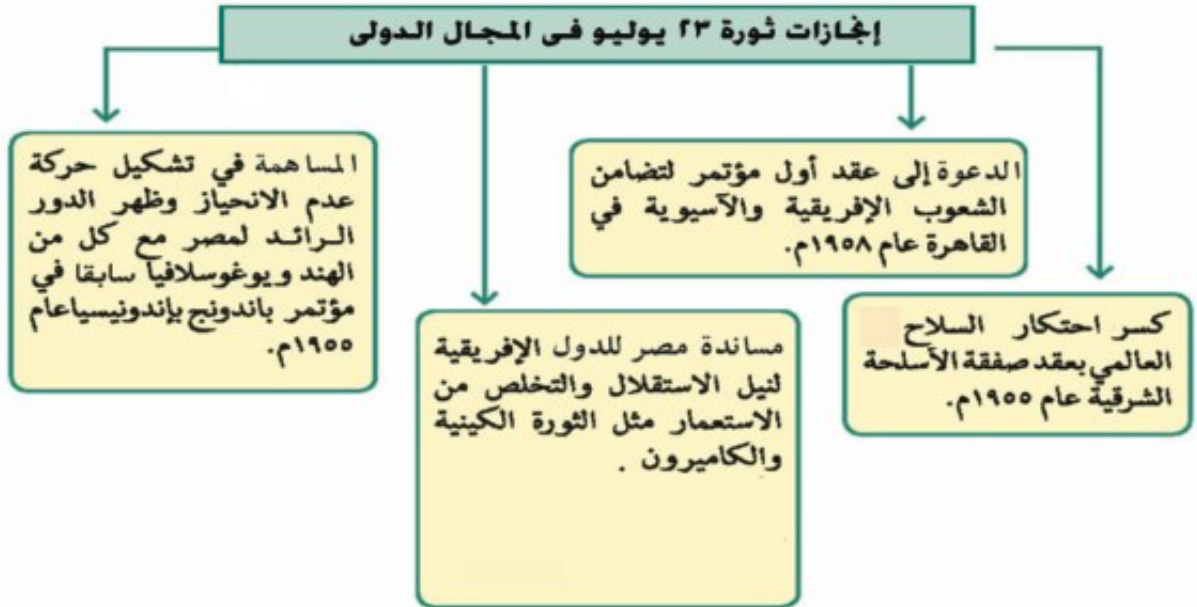 إنجازات ثورة ٢٣ يوليو فى المجال الدولى
كسر احتكار السلاح
العالمي بعقد صفقة الأسلحة
الشرقية عام ١٩٥٥م.
الدعوة إلى عقد أول مؤتمر لتضامن
الشعوب الإفريقية والآسيوية في
القاهرة عام ١٩٥٨م.
مساندة مصر للدول الإفريقية
لنيل الاستقلال والتخلص من
الاستعمار مثل الثورة الكينية
والكاميرون .
المساهمة في تشكيل حركة
عدم الانحياز وظهر الدور
الرائد لمصر مع كل من
الهند ويوغوسلافيا سابقا في
مؤتمر باندونج بإندونيسياعام
١٩٥٥م.